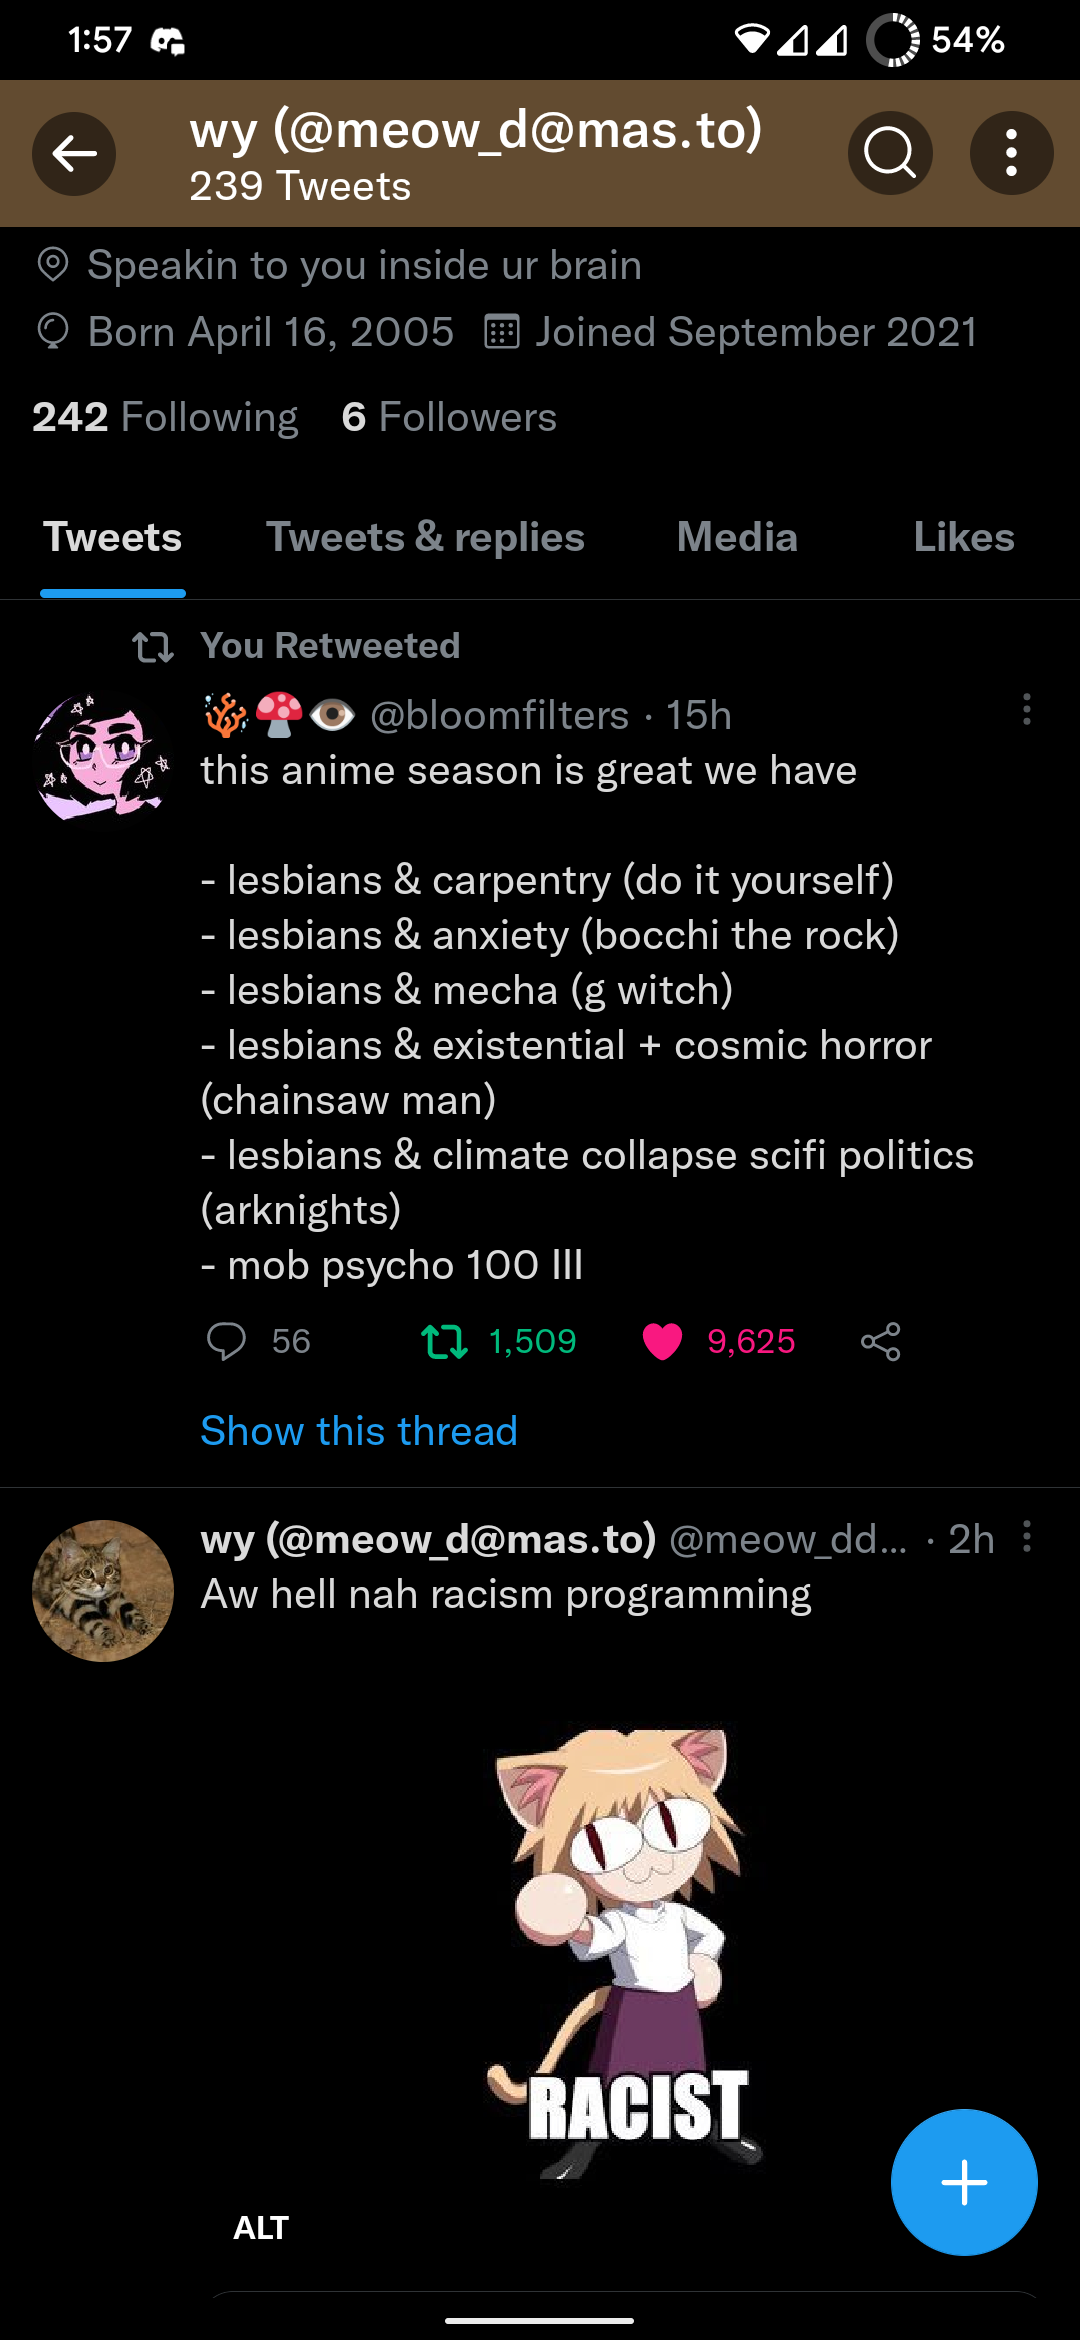 1:57
54%
wy (@meow_d@mas.to)
239 Tweets
Speakin to you inside ur brain
Born April 16, 2005 Joined September 2021
242 Following 6 Followers
Tweets Tweets & replies Media Likes
You Retweeted
@bloomfilters · 15h
this anime season is great we have
- lesbians & carpentry (do it yourself)
- lesbians & anxiety (bocchi the rock)
- lesbians & mecha (g witch)
- lesbians & existential + cosmic horror
(chainsaw man)
- lesbians & climate collapse scifi politics
(arknights)
- mob psycho 100 III
56 1,509 9,625
Show this thread
wy (@meow_d@mas.to) @meow_dd... · 2h
Aw hell nah racism programming
RACIST
ALT